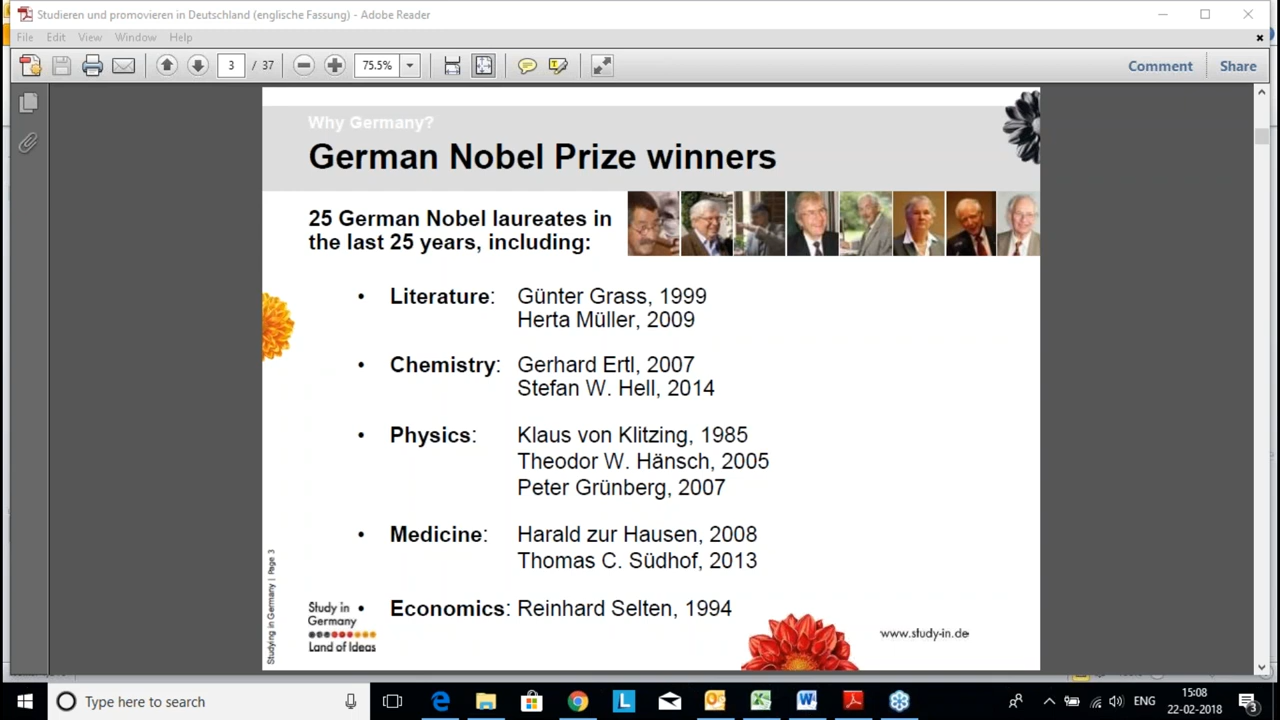 Studieren und promovieren in Deutschland (englische Fassung) - Adobe Reader
File Edit View Window Help
3 / 37 75.5% Comment Share
Why Germany?
German Nobel Prize winners
25 German Nobel laureates in
the last 25 years, including:
• Literature: Günter Grass, 1999
Herta Müller, 2009
• Chemistry: Gerhard Ertl, 2007
Stefan W. Hell, 2014
• Physics: Klaus von Klitzing, 1985
Theodor W. Hänsch, 2005
Peter Grünberg, 2007
• Medicine: Harald zur Hausen, 2008
Thomas C. Südhof, 2013
• Economics: Reinhard Selten, 1994
Studying in Germany | Page 3
Study in
Germany
Land of Ideas
www.study-in.de
Type here to search
ENG
15:08
22-02-2018
3